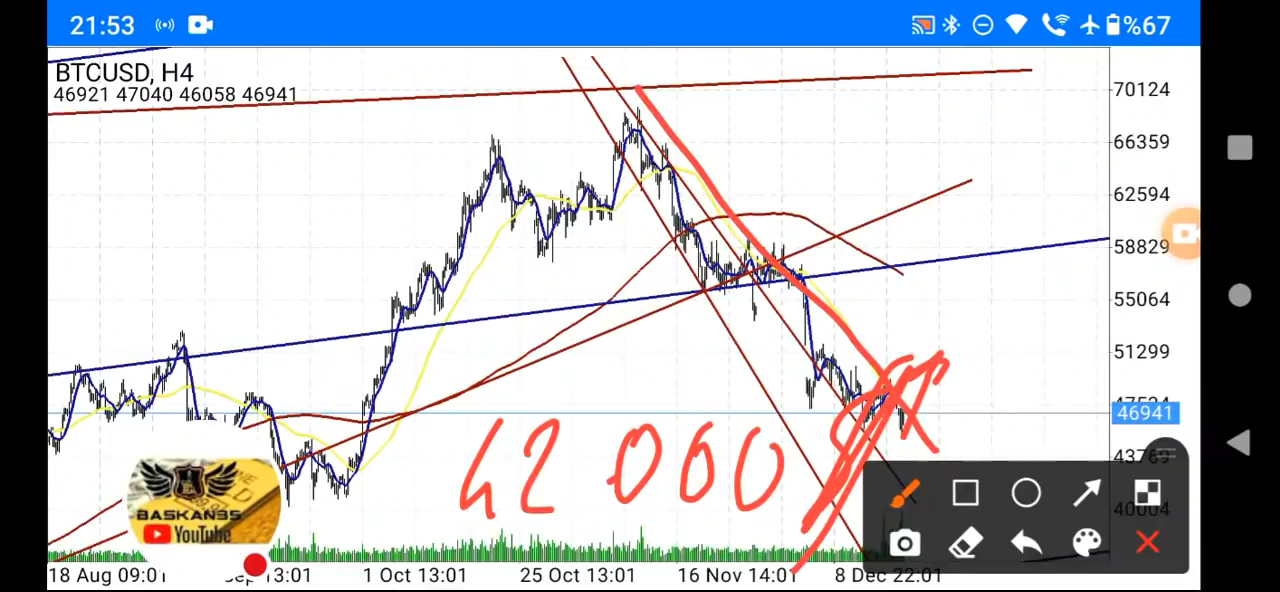 21:53 %67
BTCUSD, H4
46921 47040 46058 46941
70124
66359
62594
58829
55064
51299
46941
42 000
BASKAN35
YouTube
18 Aug 09:01 13:01 1 Oct 13:01 25 Oct 13:01 16 Nov 14:01 8 Dec 22:01